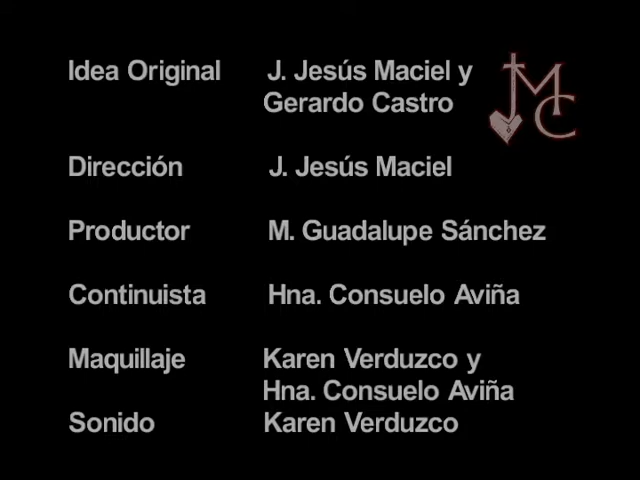 Idea Original J. Jesús Maciel y
Gerardo Castro
MC
Dirección J. Jesús Maciel
Productor M. Guadalupe Sánchez
Continuista Hna. Consuelo Aviña
Maquillaje Karen Verduzco y
Hna. Consuelo Aviña
Sonido Karen Verduzco